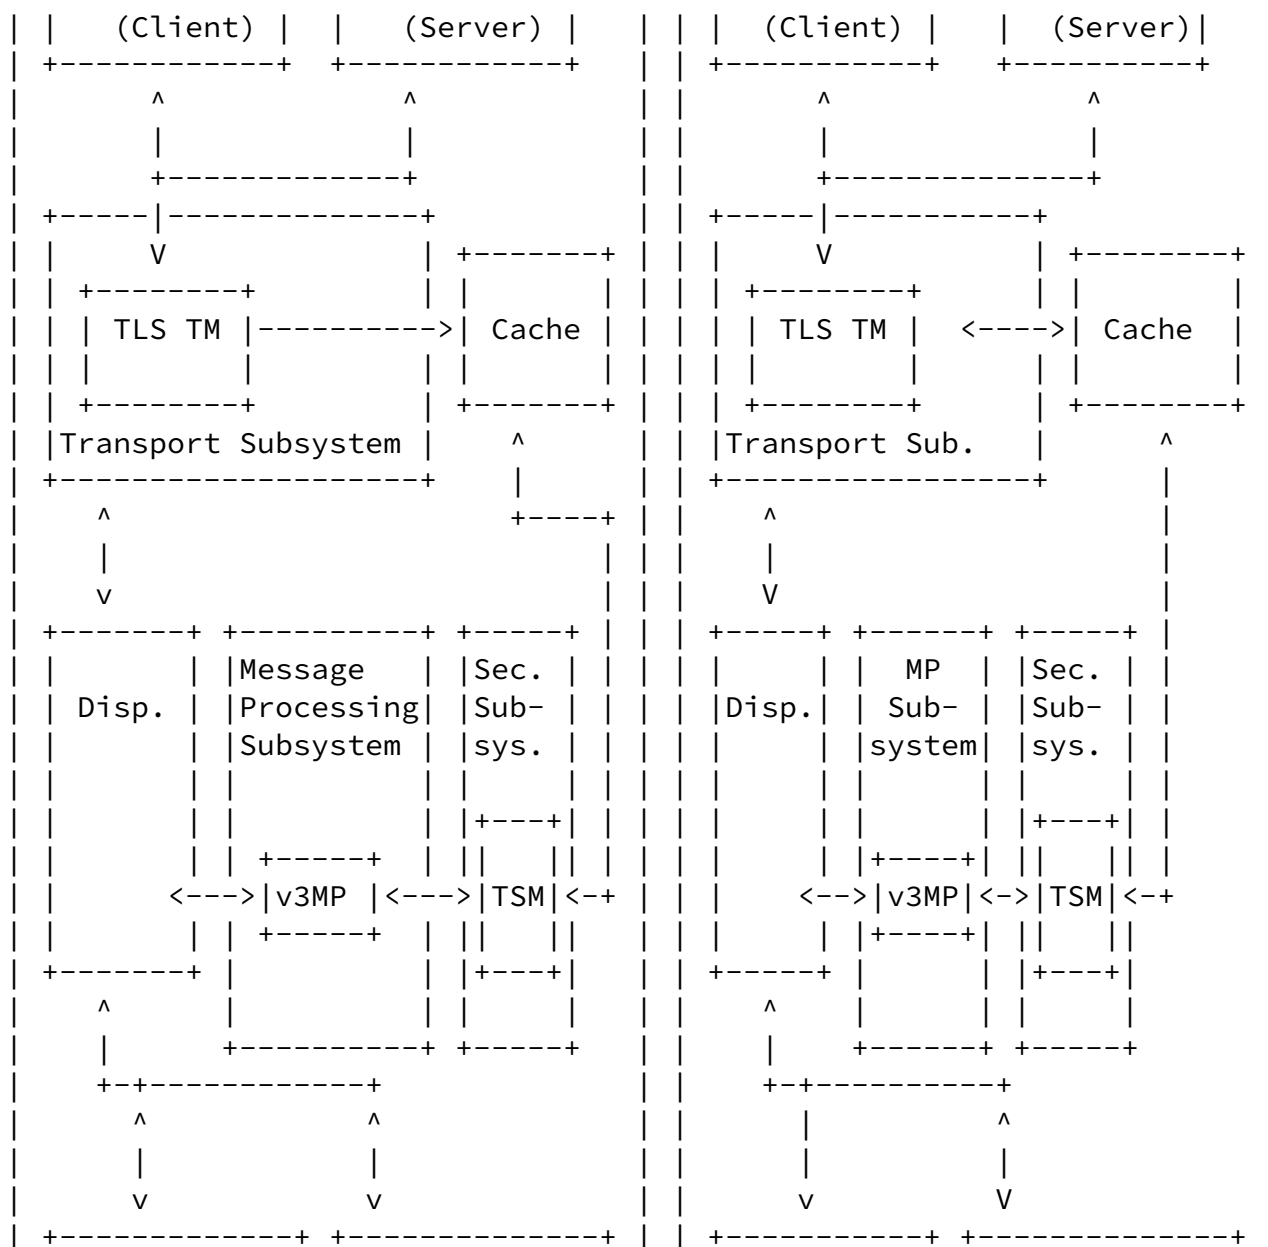 (Client) (Server) (Client) (Server)
TLS TM Cache TLS TM Cache
Transport Subsystem Transport Sub.
Message Sec. MP Sec.
Disp. Processing Sub- Disp. Sub- Sub-
Subsystem sys. system sys.
v3MP TSM v3MP TSM